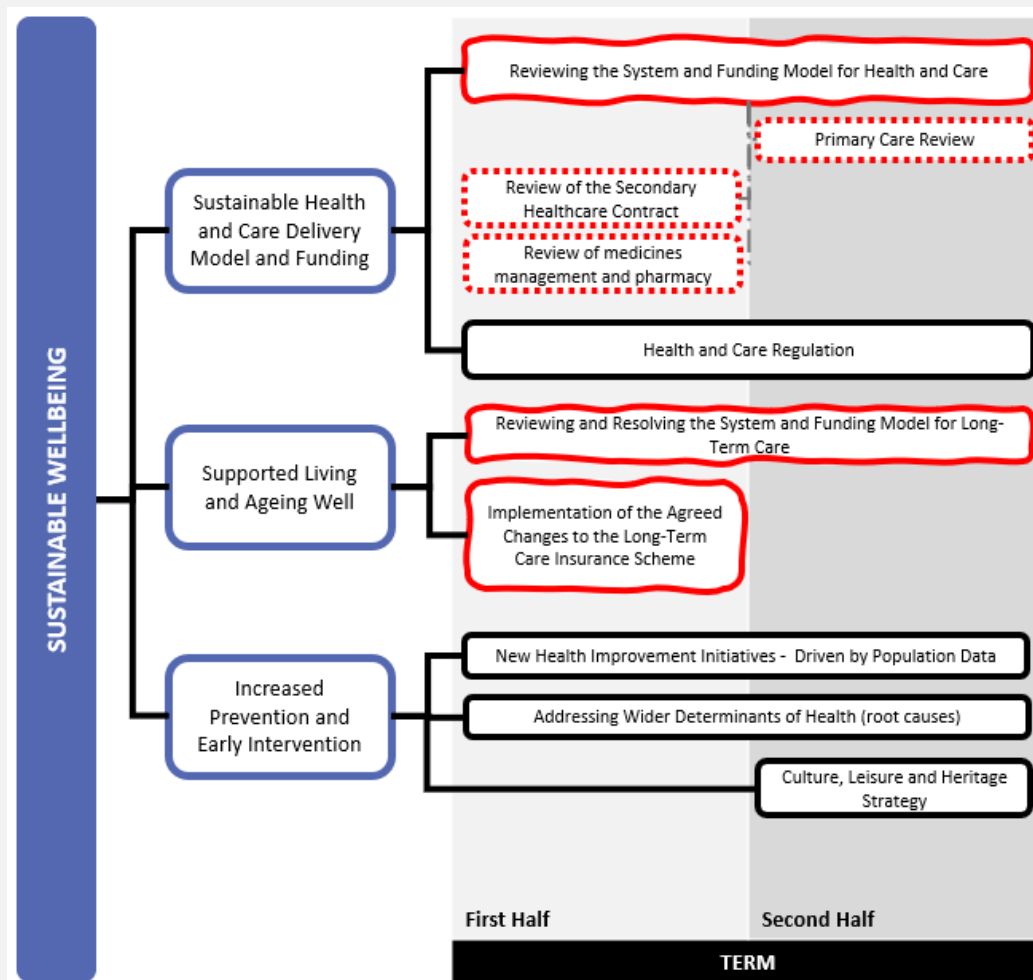 SUSTAINABLE WELLBEING
Sustainable Health
and Care Delivery
Model and Funding
Reviewing the System and Funding Model for Health and Care
Primary Care Review
Review of the Secondary
Healthcare Contract
Review of medicines
management and pharmacy
Health and Care Regulation
Supported Living
and Ageing Well
Reviewing and Resolving the System and Funding Model for Long-
Term Care
Implementation of the Agreed
Changes to the Long-Term
Care Insurance Scheme
Increased
Prevention and
Early Intervention
New Health Improvement Initiatives - Driven by Population Data
Addressing Wider Determinants of Health (root causes)
Culture, Leisure and Heritage
Strategy
First Half
Second Half
TERM